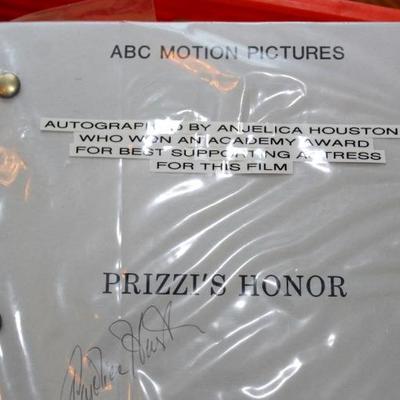 ABC MOTION PICTURES
AUTOGRAPHED BY ANJELICA HOUSTON
WHO WON AN ACADEMY AWARD
FOR BEST SUPPORTING ACTRESS
FOR THIS FILM
PRIZZI'S HONOR